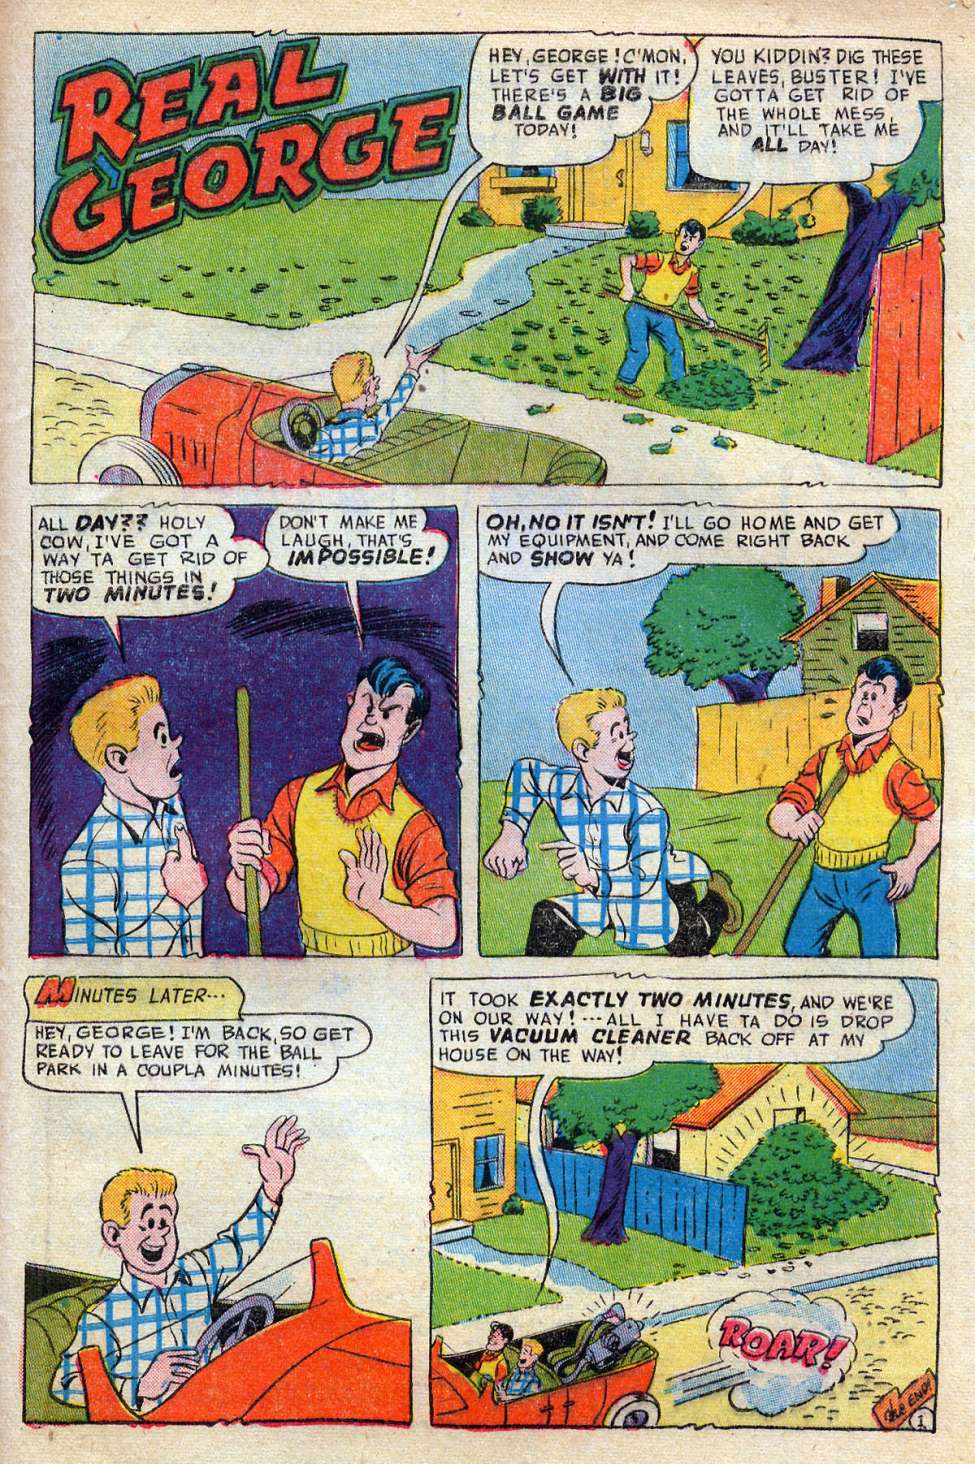 REAL
GEORGE
HEY, GEORGE! C'MON,
LET'S GET WITH IT!
THERE'S A BIG
BALL GAME
TODAY!
YOU KIDDIN? DIG THESE
LEAVES, BUSTER! I'VE
GOTTA GET RID OF
THE WHOLE MESS,
AND IT'LL TAKE ME
ALL DAY!
ALL DAY?? HOLY
COW, I'VE GOT A
WAY TA GET RID OF
THOSE THINGS IN
TWO MINUTES!
DON'T MAKE ME
LAUGH, THAT'S
IMPOSSIBLE!
OH, NO IT ISN'T! I'LL GO HOME AND GET
MY EQUIPMENT, AND COME RIGHT BACK
AND SHOW YA!
MINUTES LATER---
HEY, GEORGE! I'M BACK, SO GET
READY TO LEAVE FOR THE BALL
PARK IN A COUPLA MINUTES!
IT TOOK EXACTLY TWO MINUTES, AND WE'RE
ON OUR WAY! --- ALL I HAVE TA DO IS DROP
THIS VACUUM CLEANER BACK OFF AT MY
HOUSE ON THE WAY!
ROAR!
The END!
1